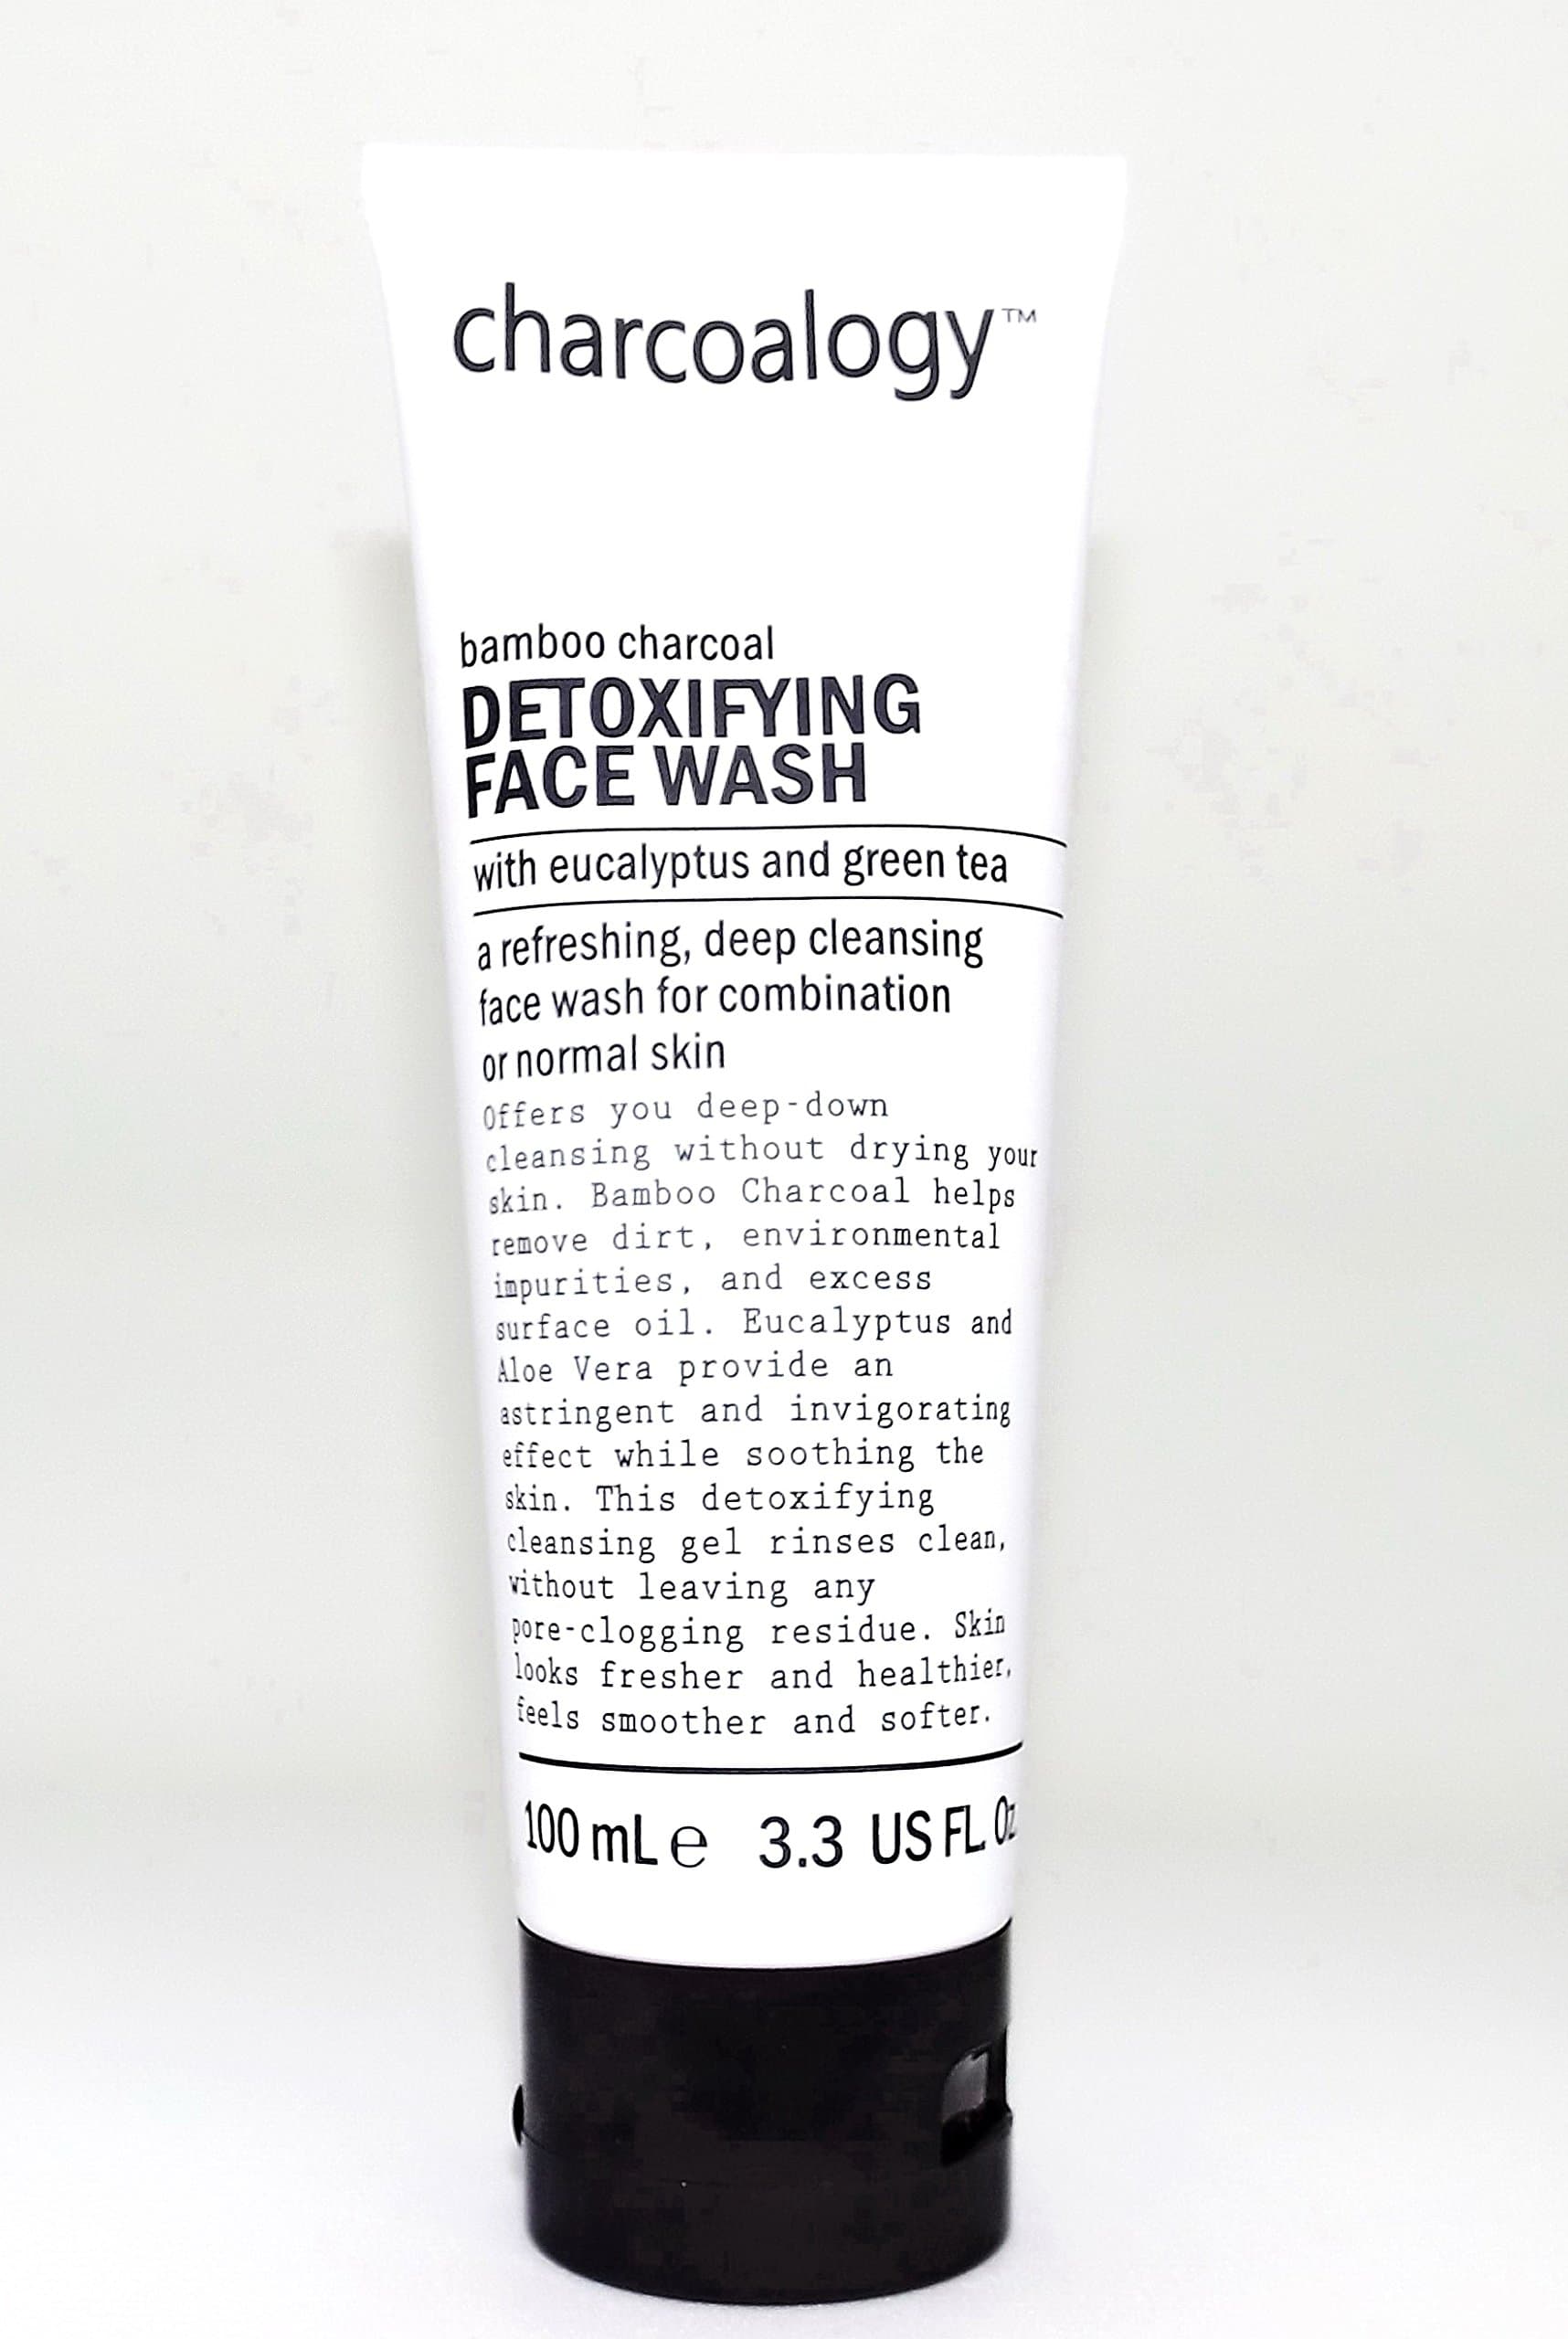 charcoalogy™
bamboo charcoal
DETOXIFYING
FACE WASH
with eucalyptus and green tea
a refreshing, deep cleansing
face wash for combination
or normal skin
Offers you deep-down
cleansing without drying your
skin. Bamboo Charcoal helps
remove dirt, environmental
impurities, and excess
surface oil. Eucalyptus and
Aloe Vera provide an
astringent and invigorating
effect while soothing the
skin. This detoxifying
cleansing gel rinses clean,
without leaving any
pore-clogging residue. Skin
looks fresher and healthier,
feels smoother and softer.
100 mL e 3.3 US FL. Oz